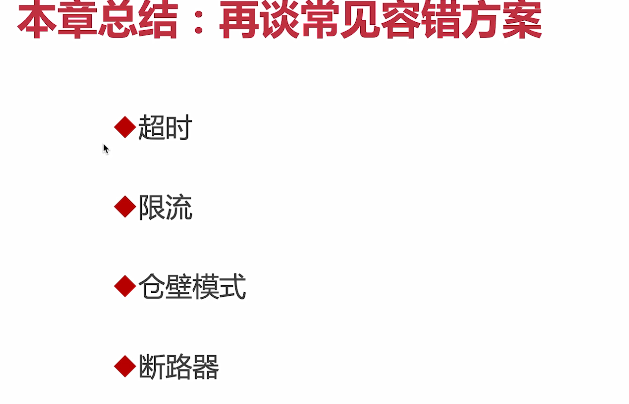 本章总结：再谈常见容错方案
◆超时
◆限流
◆仓壁模式
◆断路器